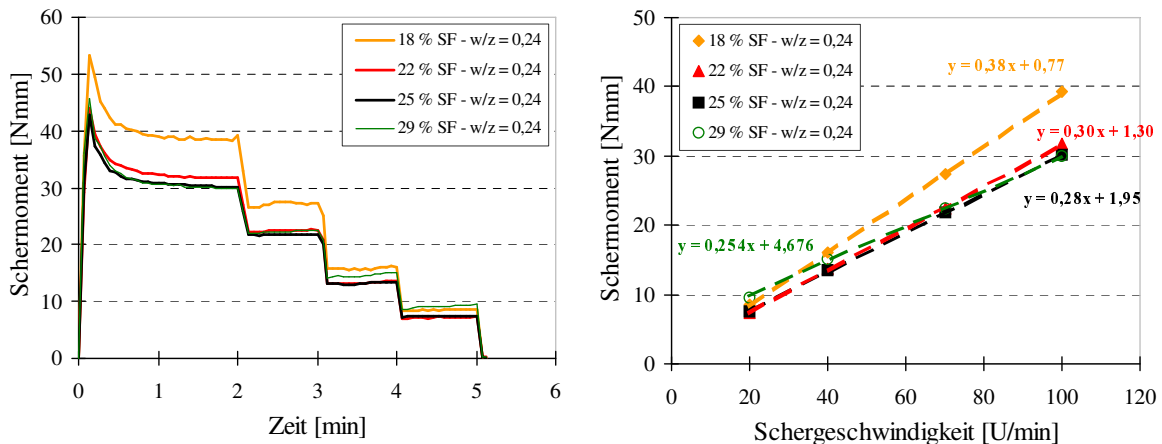 60
50
40
30
20
10
0
0
1
2
3
4
5
6
Schermoment [Nmm]
Zeit [min]
18 % SF - w/z = 0,24
22 % SF - w/z = 0,24
25 % SF - w/z = 0,24
29 % SF - w/z = 0,24
50
40
30
20
10
0
0
20
40
60
80
100
120
Schermoment [Nmm]
Schergeschwindigkeit [U/min]
18 % SF - w/z = 0,24
22 % SF - w/z = 0,24
25 % SF - w/z = 0,24
29 % SF - w/z = 0,24
y = 0,38x + 0,77
y = 0,30x + 1,30
y = 0,28x + 1,95
y = 0,254x + 4,676